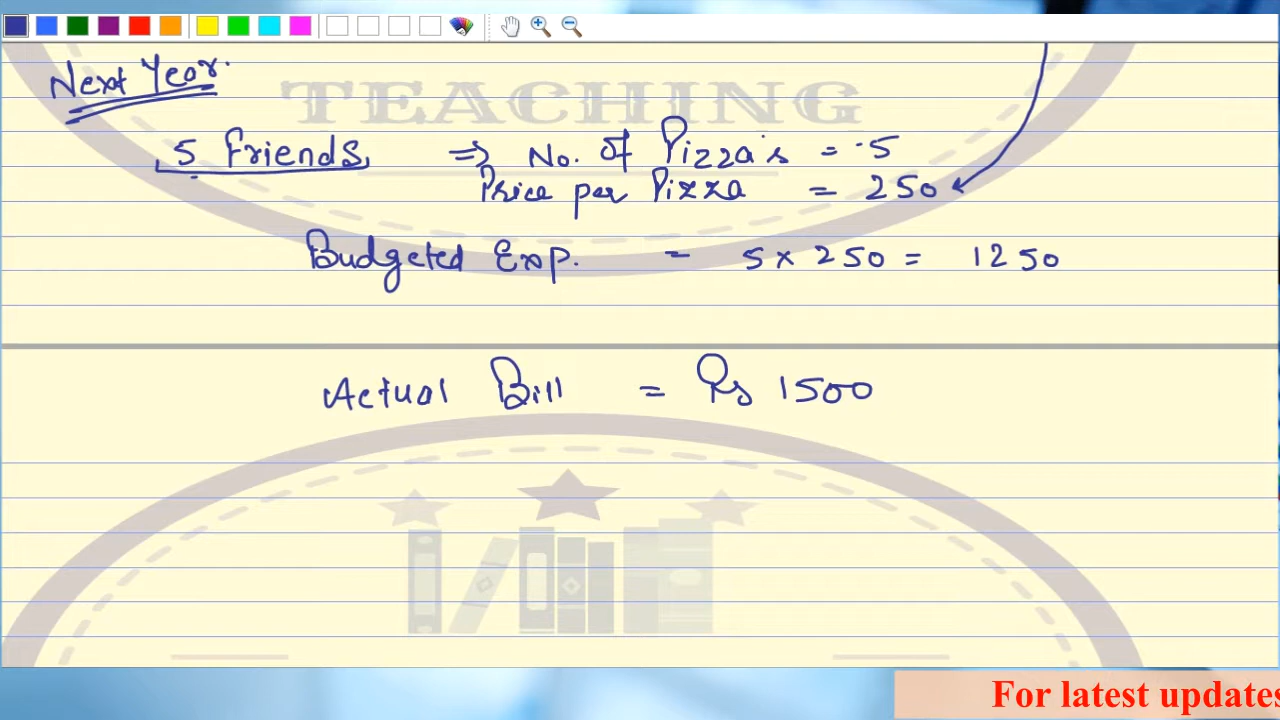 TEACHING
Next Year.
5 Friends ⇒ No. of Pizza's = 5
Price per Pizza = 250
Budgeted Exp. = 5 × 250 = 1250
Actual Bill = Rs 1500
For latest updates